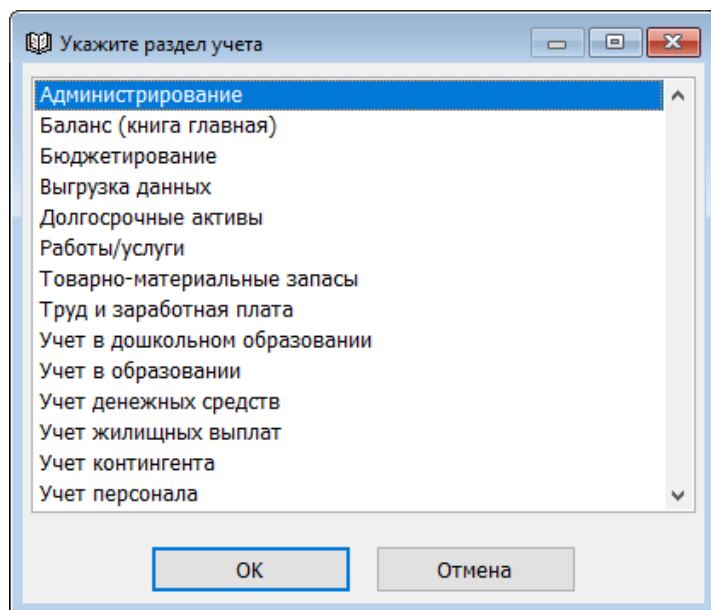 Укажите раздел учета
Администрирование
Баланс (книга главная)
Бюджетирование
Выгрузка данных
Долгосрочные активы
Работы/услуги
Товарно-материальные запасы
Труд и заработная плата
Учет в дошкольном образовании
Учет в образовании
Учет денежных средств
Учет жилищных выплат
Учет контингента
Учет персонала
ОК Отмена